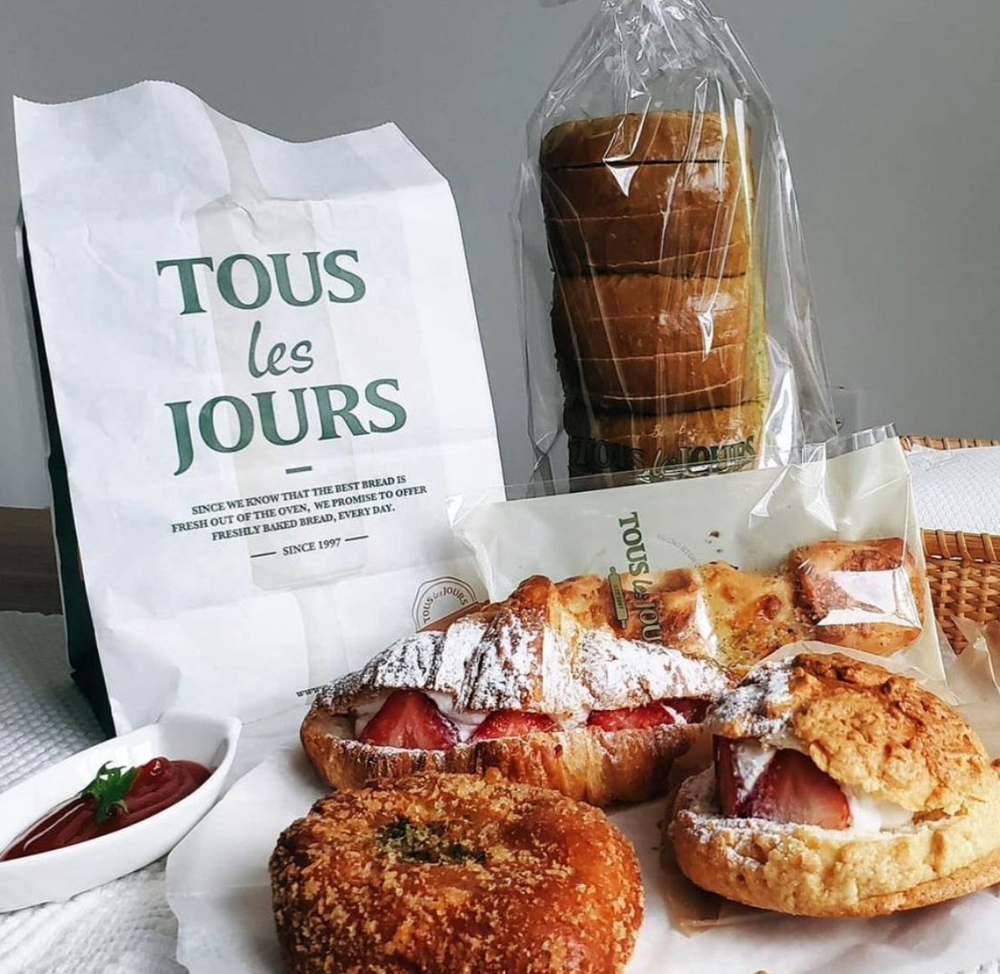 TOUS
les
JOURS
SINCE WE KNOW THAT THE BEST BREAD IS
FRESH OUT OF THE OVEN, WE PROMISE TO OFFER
FRESHLY BAKED BREAD, EVERY DAY.
SINCE 1997
TOUS les JOURS
TOUS les JOURS
TOUS les JOU